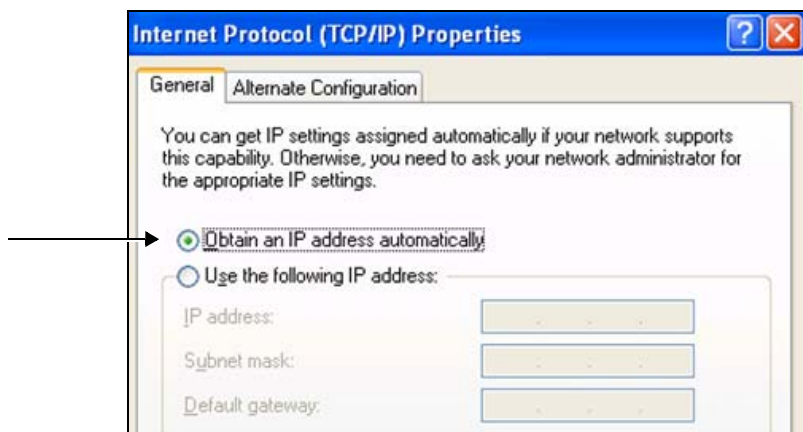 Internet Protocol (TCP/IP) Properties
General
Alternate Configuration
You can get IP settings assigned automatically if your network supports
this capability. Otherwise, you need to ask your network administrator for
the appropriate IP settings.
Obtain an IP address automatically
Use the following IP address:
IP address:
Subnet mask:
Default gateway: